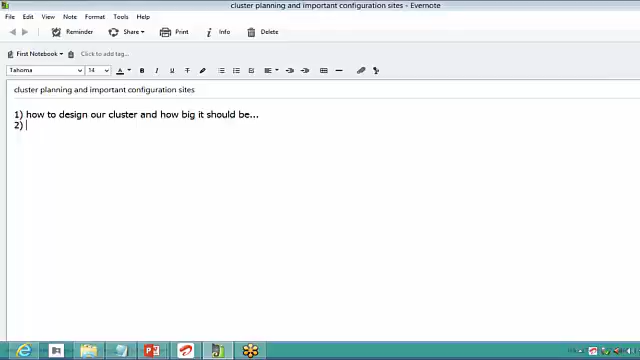 cluster planning and important configuration sites - Evernote
File Edit View Note Format Tools Help
Reminder Share Print Info Delete
First Notebook Click to add tag...
Tahoma 14 A B I U T
cluster planning and important configuration sites
1) how to design our cluster and how big it should be...
2)